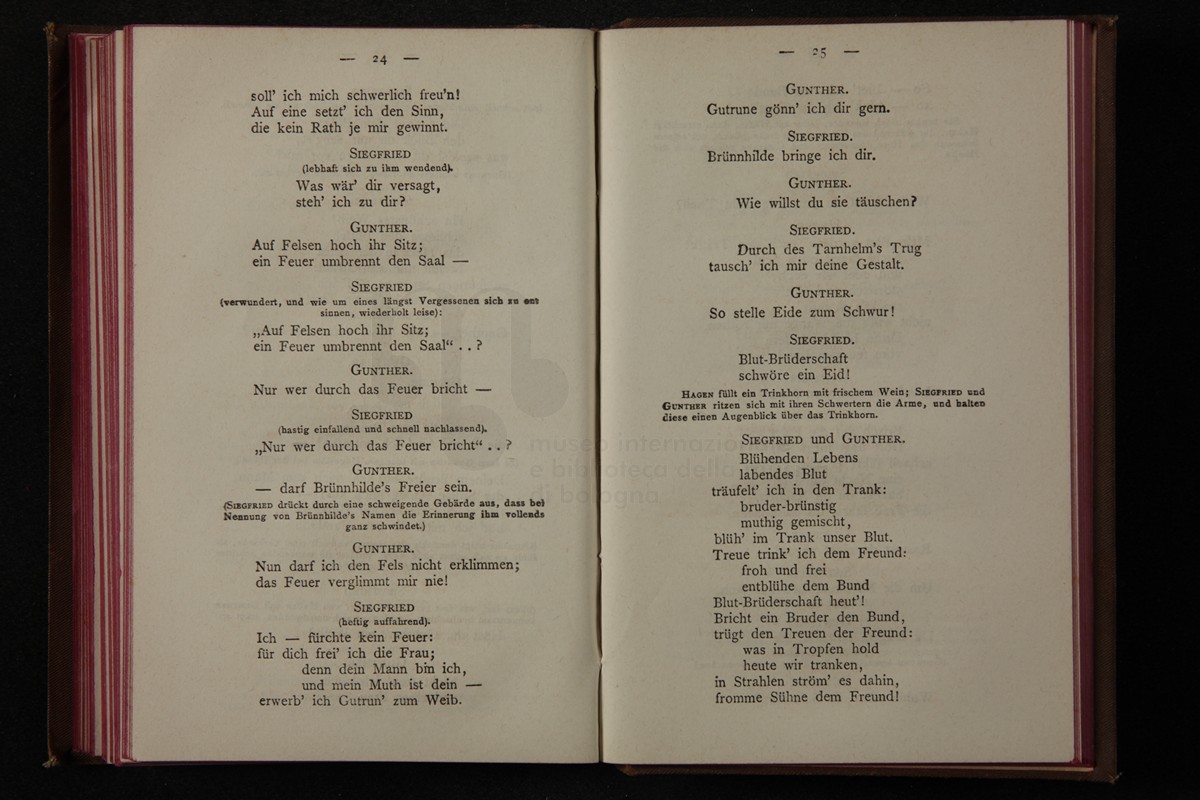 — 24 —
soll' ich mich schwerlich freu'n!
Auf eine setzt' ich den Sinn,
die kein Rath je mir gewinnt.
SIEGFRIED
(lebhaft sich zu ihm wendend).
Was wär' dir versagt,
steh' ich zu dir?
GUNTHER.
Auf Felsen hoch ihr Sitz;
ein Feuer umbrennt den Saal —
SIEGFRIED
(verwundert, und wie um eines längst Vergessenen sich zu ent
sinnen, wiederholt leise):
„Auf Felsen hoch ihr Sitz;
ein Feuer umbrennt den Saal“ . . ?
GUNTHER.
Nur wer durch das Feuer bricht —
SIEGFRIED
(hastig einfallend und schnell nachlassend).
„Nur wer durch das Feuer bricht“ . . ?
GUNTHER.
— darf Brünnhilde's Freier sein.
(SIEGFRIED drückt durch eine schweigende Gebärde aus, dass bei
Nennung von Brünnhilde's Namen die Erinnerung ihm vollends
ganz schwindet.)
GUNTHER.
Nun darf ich den Fels nicht erklimmen;
das Feuer verglimmt mir nie!
SIEGFRIED
(heftig auffahrend).
Ich — fürchte kein Feuer:
für dich frei' ich die Frau;
denn dein Mann bin ich,
und mein Muth ist dein —
erwerb' ich Gutrun' zum Weib.
— 25 —
GUNTHER.
Gutrune gönn' ich dir gern.
SIEGFRIED.
Brünnhilde bringe ich dir.
GUNTHER.
Wie willst du sie täuschen?
SIEGFRIED.
Durch des Tarnhelm's Trug
tausch' ich mir deine Gestalt.
GUNTHER.
So stelle Eide zum Schwur!
SIEGFRIED.
Blut-Brüderschaft
schwöre ein Eid!
HAGEN füllt ein Trinkhorn mit frischem Wein; SIEGFRIED und
GUNTHER ritzen sich mit ihren Schwertern die Arme, und halten
diese einen Augenblick über das Trinkhorn.
SIEGFRIED und GUNTHER.
Blühenden Lebens
labendes Blut
träufelt' ich in den Trank:
bruder-brünstig
muthig gemischt,
blüh' im Trank unser Blut.
Treue trink' ich dem Freund:
froh und frei
entblühe dem Bund
Blut-Brüderschaft heut'!
Bricht ein Bruder den Bund,
trügt den Treuen der Freund:
was in Tropfen hold
heute wir tranken,
in Strahlen ström' es dahin,
fromme Sühne dem Freund!
museo internazio
e biblioteca della
di bologna